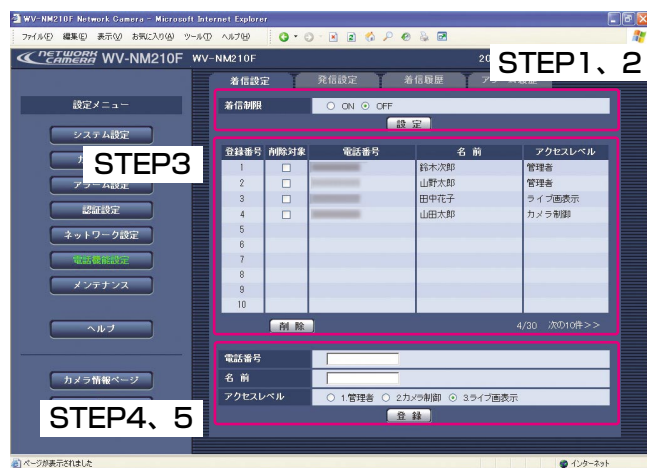 WV-NM210F Network Camera - Microsoft Internet Explorer
ファイル(F) 編集(E) 表示(V) お気に入り(A) ツール(T) ヘルプ(H)
NETWORK CAMERA WV-NM210F WV-NM210F 20
STEP1、2
着信設定 発信設定 着信履歴
設定メニュー
着信制限 ON OFF
設 定
システム設定
STEP3
アラーム設定
認証設定
ネットワーク設定
電話機能設定
メンテナンス
ヘルプ
カメラ情報ページ
STEP4、5
登録番号 削除対象 電話番号 名 前 アクセスレベル
1 鈴木次郎 管理者
2 山野太郎 管理者
3 田中花子 ライブ画表示
4 山田太郎 カメラ制御
5
6
7
8
9
10
削 除 4/30 次の10件>>
電話番号
名 前
アクセスレベル 1.管理者 2.カメラ制御 3.ライブ画表示
登 録
ページが表示されました インターネット